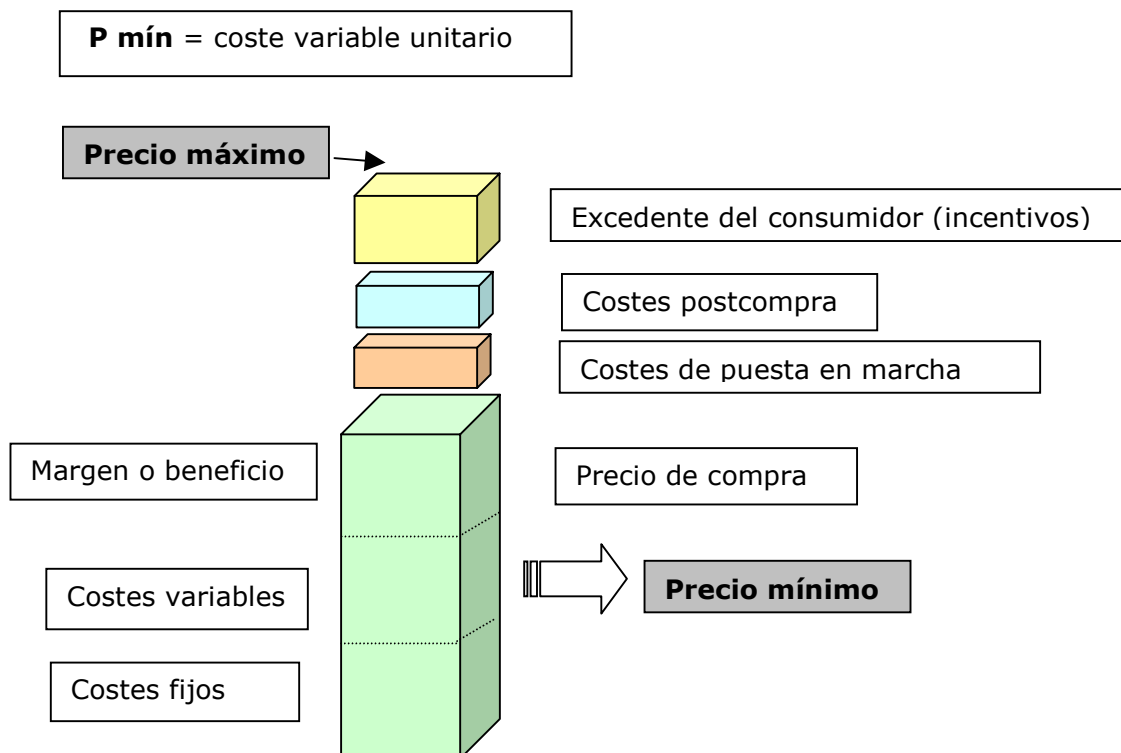 P mín = coste variable unitario
Precio máximo
Excedente del consumidor (incentivos)
Costes postcompra
Costes de puesta en marcha
Margen o beneficio
Precio de compra
Costes variables
Precio mínimo
Costes fijos